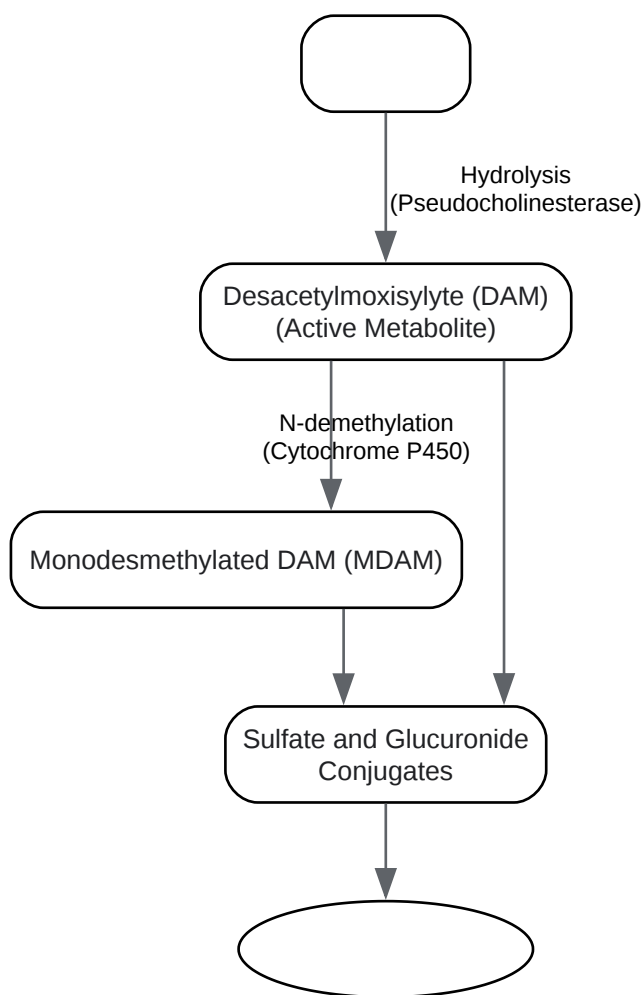 Hydrolysis
(Pseudocholinesterase)
Desacetylmoxisylyte (DAM)
(Active Metabolite)
N-demethylation
(Cytochrome P450)
Monodesmethylated DAM (MDAM)
Sulfate and Glucuronide
Conjugates